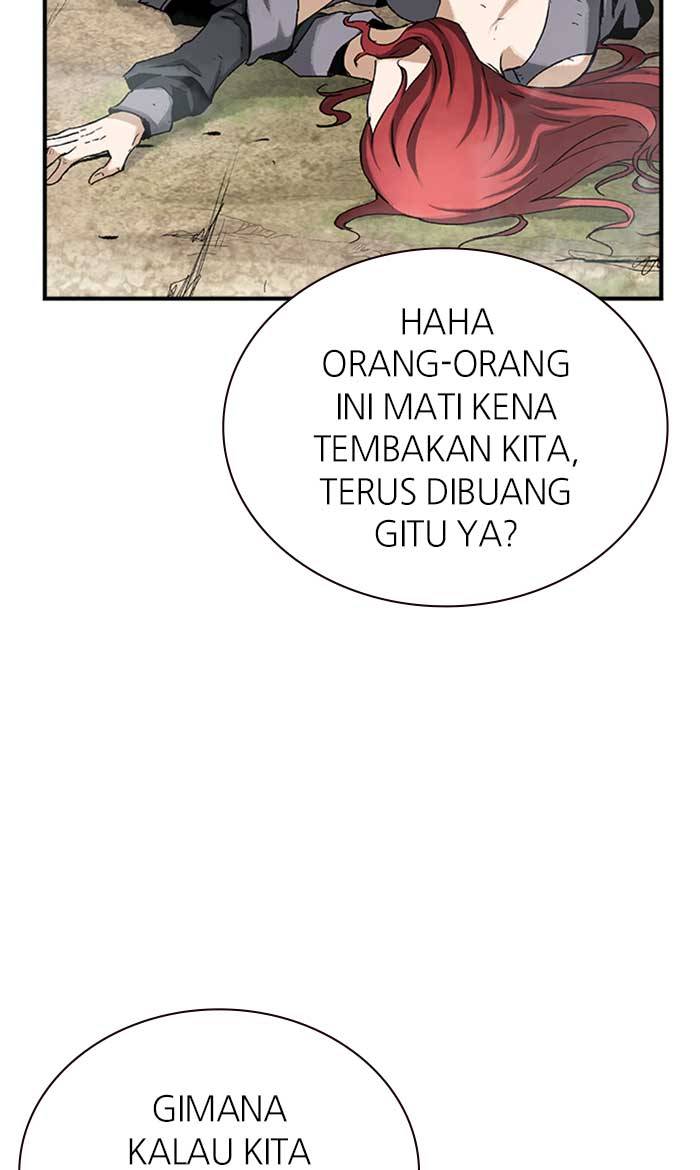 HAHA
ORANG-ORANG
INI MATI KENA
TEMBAKAN KITA,
TERUS DIBUANG
GITU YA?
GIMANA
KALAU KITA